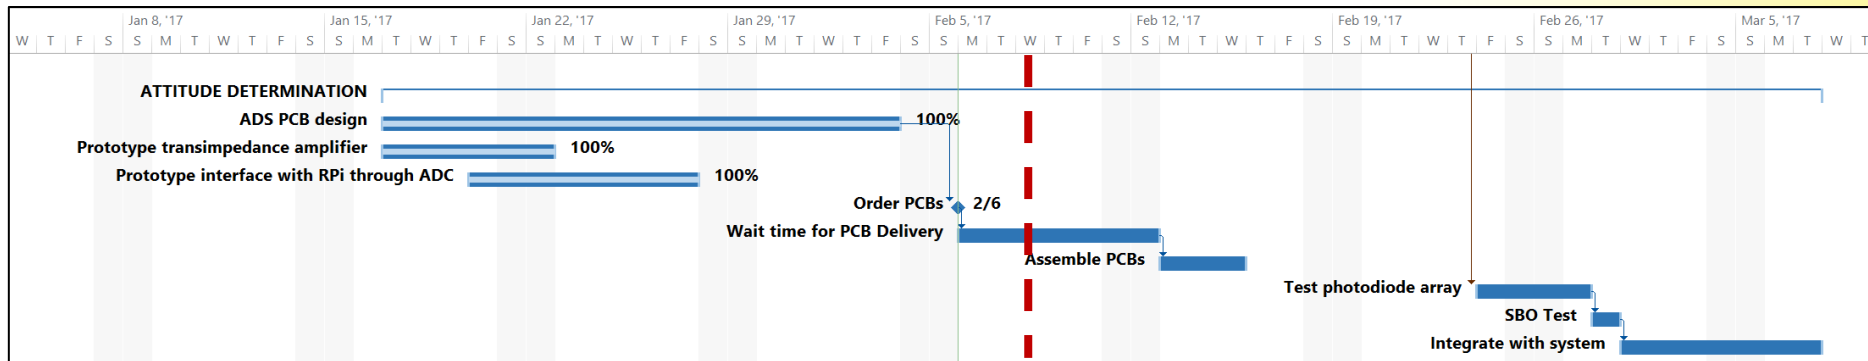 Jan 8, '17 Jan 15, '17 Jan 22, '17 Jan 29, '17 Feb 5, '17 Feb 12, '17 Feb 19, '17 Feb 26, '17 Mar 5, '17
W T F S S M T W T F S S M T W T F S S M T W T F S S M T W T F S S M T W T F S S M T W T F S S M T W T F S S M T W T F S S M T W T
ATTITUDE DETERMINATION
ADS PCB design 100%
Prototype transimpedance amplifier 100%
Prototype interface with RPi through ADC 100%
Order PCBs 2/6
Wait time for PCB Delivery
Assemble PCBs
Test photodiode array
SBO Test
Integrate with system